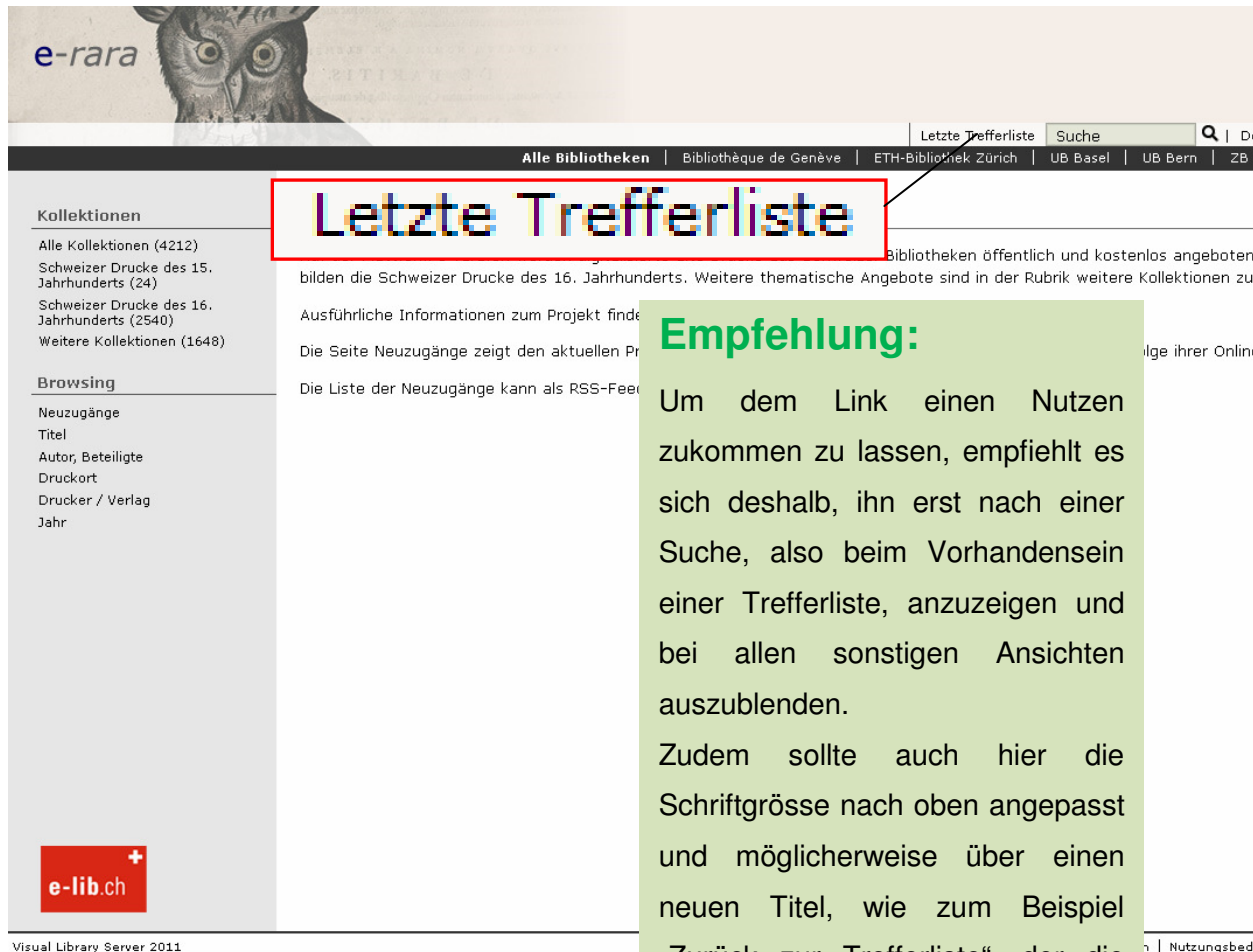 e-rara
Letzte Trefferliste Suche
Alle Bibliotheken | Bibliothèque de Genève | ETH-Bibliothek Zürich | UB Basel | UB Bern | ZB
Letzte Trefferliste
Kollektionen
Alle Kollektionen (4212)
Schweizer Drucke des 15.
Jahrhunderts (24)
Schweizer Drucke des 16.
Jahrhunderts (2540)
Weitere Kollektionen (1648)
Browsing
Neuzugänge
Titel
Autor, Beteiligte
Druckort
Drucker / Verlag
Jahr
Bibliotheken öffentlich und kostenlos angeboten
bilden die Schweizer Drucke des 16. Jahrhunderts. Weitere thematische Angebote sind in der Rubrik weitere Kollektionen zu
Ausführliche Informationen zum Projekt
Die Seite Neuzugänge zeigt den aktuellen ihrer
Die Liste der Neuzugänge kann als
Empfehlung:
Um dem Link einen Nutzen
zukommen zu lassen, empfiehlt es
sich deshalb, ihn erst nach einer
Suche, also beim Vorhandensein
einer Trefferliste, anzuzeigen und
bei allen sonstigen Ansichten
auszublenden.
Zudem sollte auch hier die
Schriftgrösse nach oben angepasst
und möglicherweise über einen
neuen Titel, wie zum Beispiel
„Zurück zur Trefferliste“, der die
e-lib.ch
Visual Library Server 2011